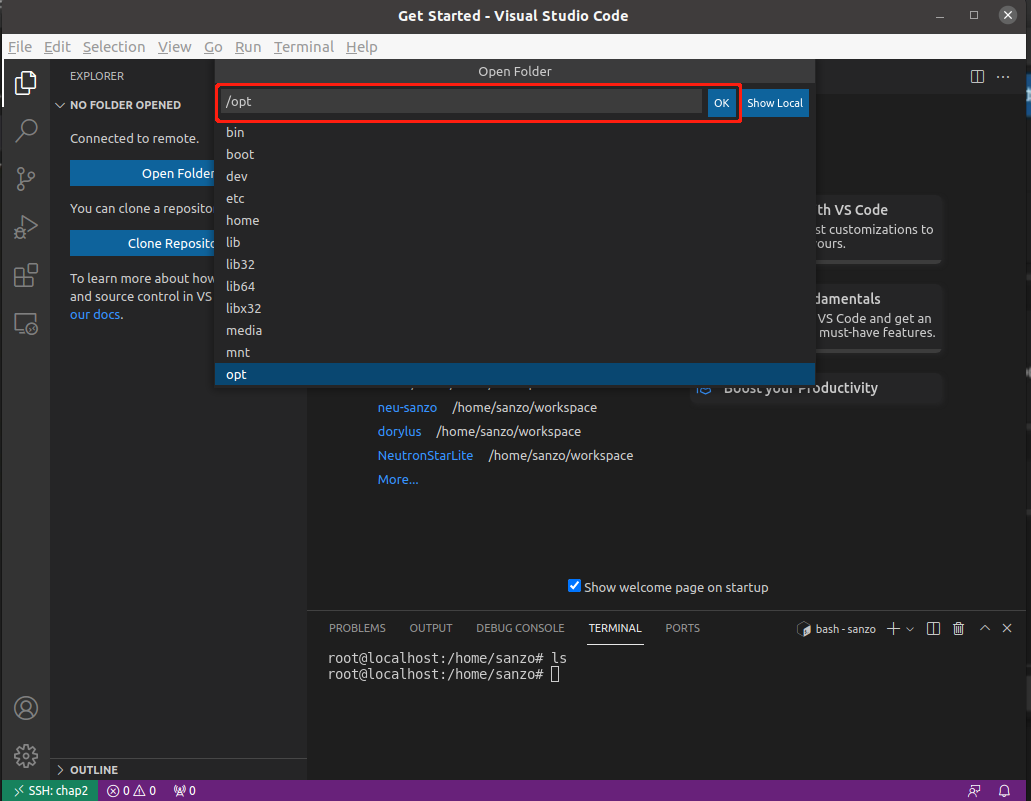 Get Started - Visual Studio Code
File Edit Selection View Go Run Terminal Help
EXPLORER
NO FOLDER OPENED
Connected to remote.
Open Folder
You can clone a reposito
Clone Reposito
To learn more about how
and source control in VS
our docs.
OUTLINE
Open Folder
/opt OK Show Local
bin
boot
dev
etc
home
lib
lib32
lib64
libx32
media
mnt
opt
th VS Code
st customizations to
ours.
damentals
VS Code and get an
must-have features.
Boost your Productivity
neu-sanzo /home/sanzo/workspace
dorylus /home/sanzo/workspace
NeutronStarLite /home/sanzo/workspace
More...
Show welcome page on startup
PROBLEMS OUTPUT DEBUG CONSOLE TERMINAL PORTS bash - sanzo
root@localhost:/home/sanzo# ls
root@localhost:/home/sanzo#
SSH: chap2 0 0 0